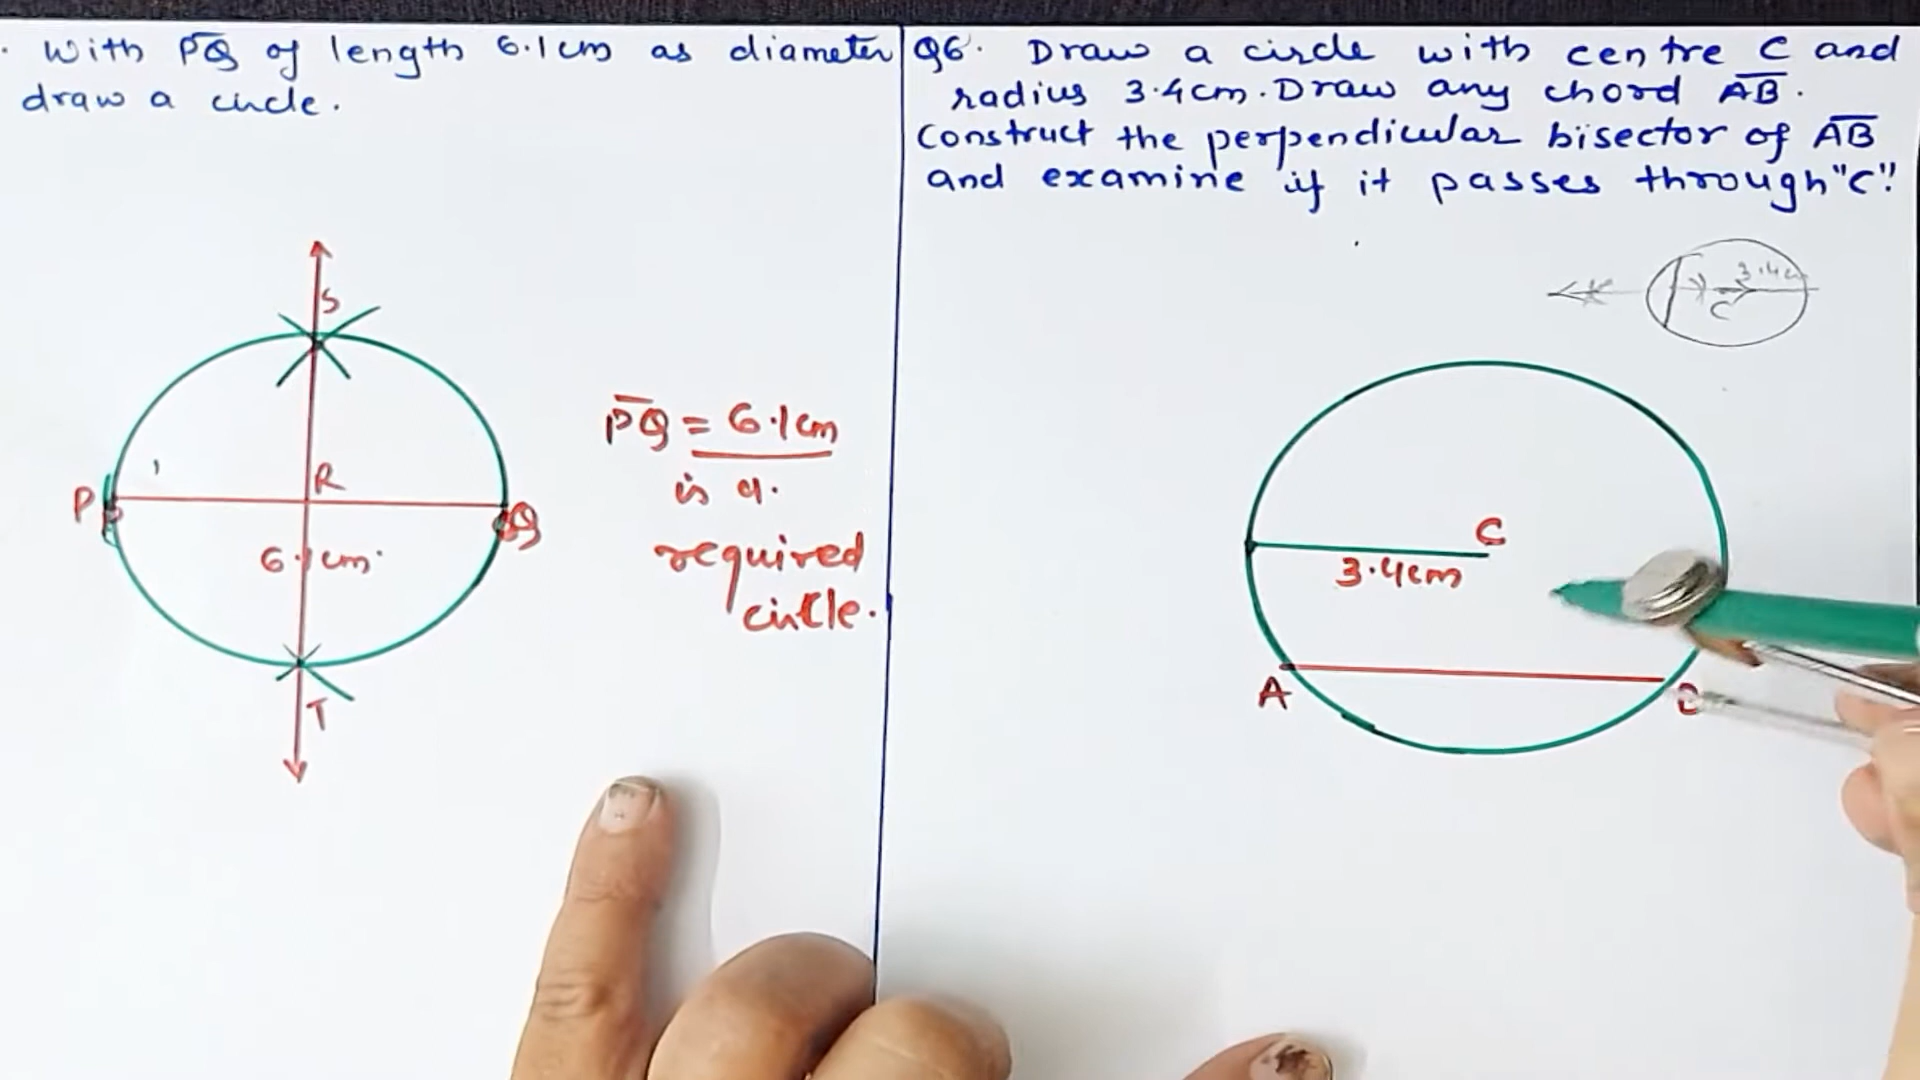 . With PQ of length 6.1cm as diameter
draw a circle.
S
R
P
Q
6.1cm.
T
PQ = 6.1cm
is a.
required
circle.
Q6. Draw a circle with centre C and
radius 3.4cm. Draw any chord AB.
Construct the perpendicular bisector of AB
and examine if it passes through "C".
3.4cm
C
C
3.4cm
A